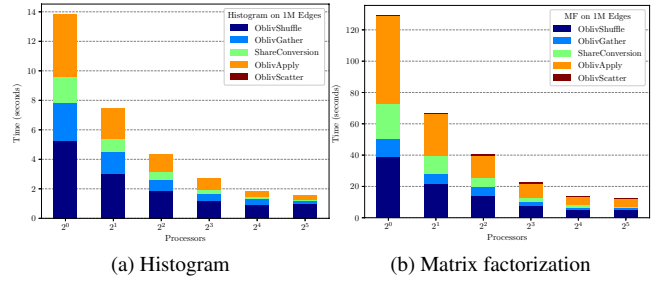 Histogram on 1M Edges
OblivShuffle
OblivGather
ShareConversion
OblivApply
OblivScatter
Time (seconds)
14
12
10
8
6
4
2
0
2^0 2^1 2^2 2^3 2^4 2^5
Processors
(a) Histogram
MF on 1M Edges
OblivShuffle
OblivGather
ShareConversion
OblivApply
OblivScatter
Time (seconds)
120
100
80
60
40
20
0
2^0 2^1 2^2 2^3 2^4 2^5
Processors
(b) Matrix factorization